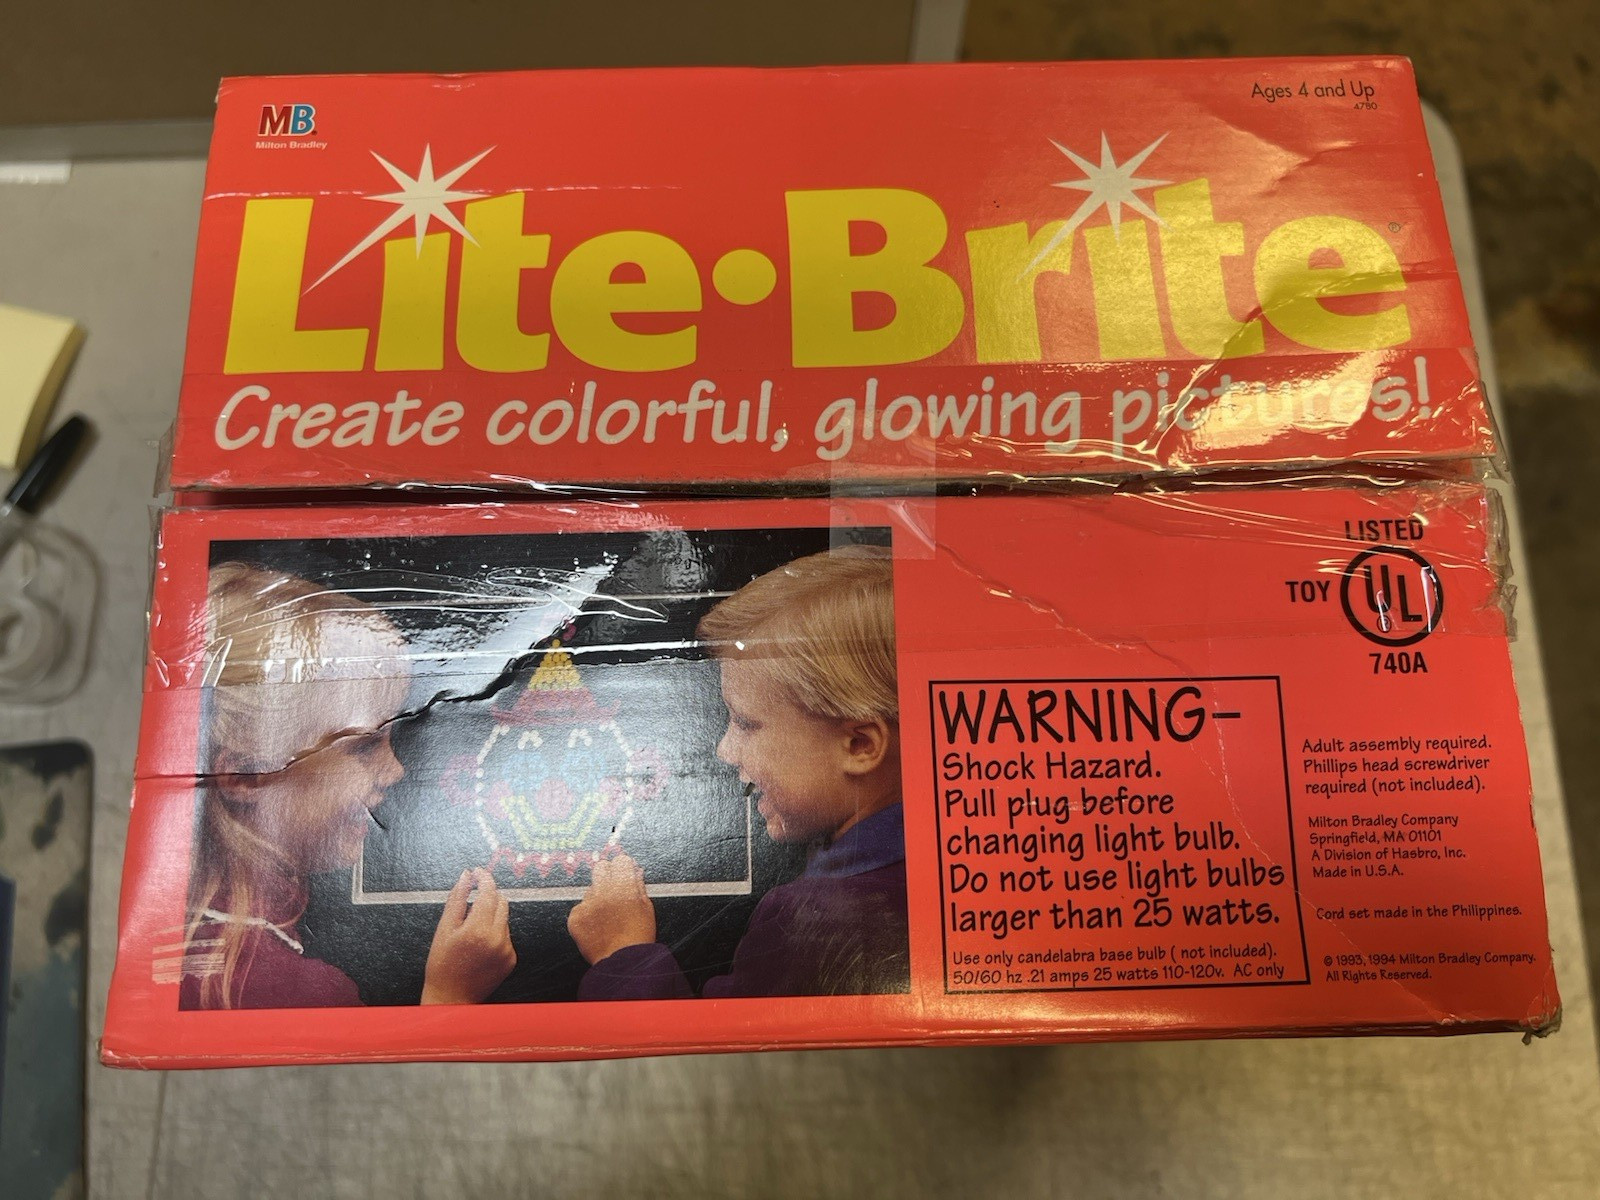 MB
Milton Bradley
Ages 4 and Up
4780
Lite•Brite®
Create colorful, glowing pictures!
LISTED
TOY UL®
740A
WARNING–
Shock Hazard.
Pull plug before
changing light bulb.
Do not use light bulbs
larger than 25 watts.
Use only candelabra base bulb ( not included).
50/60 hz .21 amps 25 watts 110-120v. AC only
Adult assembly required.
Phillips head screwdriver
required (not included).
Milton Bradley Company
Springfield, MA 01101
A Division of Hasbro, Inc.
Made in U.S.A.
Cord set made in the Philippines.
© 1993, 1994 Milton Bradley Company.
All Rights Reserved.